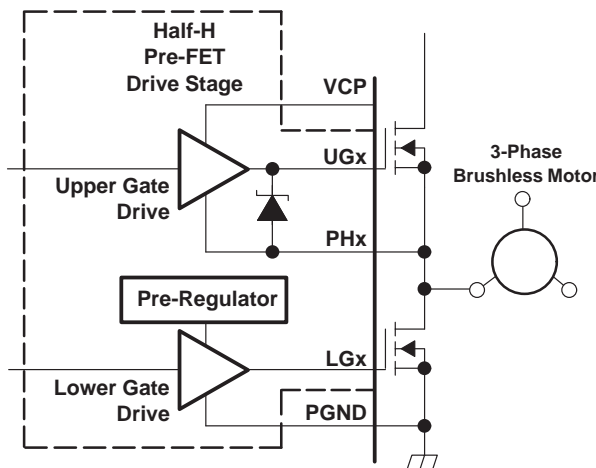 Half-H
Pre-FET
Drive Stage
VCP
UGx
Upper Gate
Drive
PHx
3-Phase
Brushless Motor
Pre-Regulator
LGx
Lower Gate
Drive
PGND